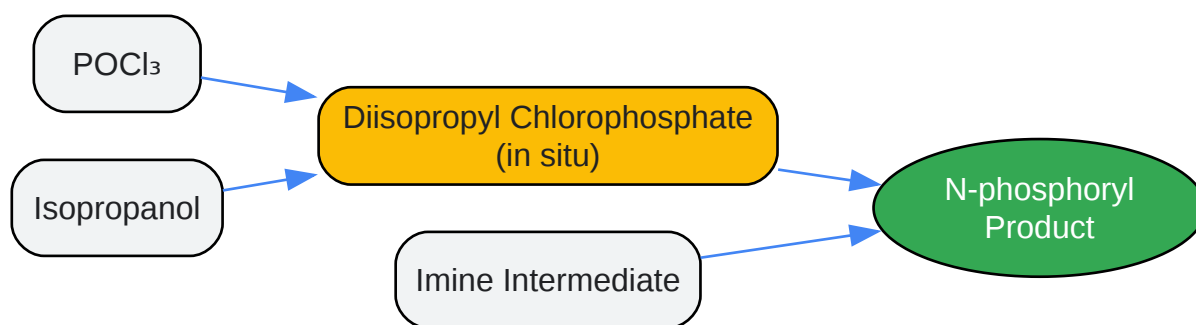 POCl₃
Diisopropyl Chlorophosphate
(in situ)
Isopropanol
N-phosphoryl
Product
Imine Intermediate